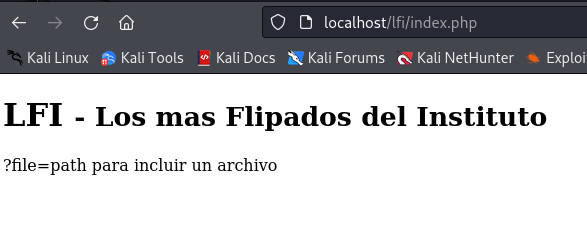 localhost/lfi/index.php
Kali Linux Kali Tools Kali Docs Kali Forums Kali NetHunter Exploi
LFI - Los mas Flipados del Instituto
?file=path para incluir un archivo